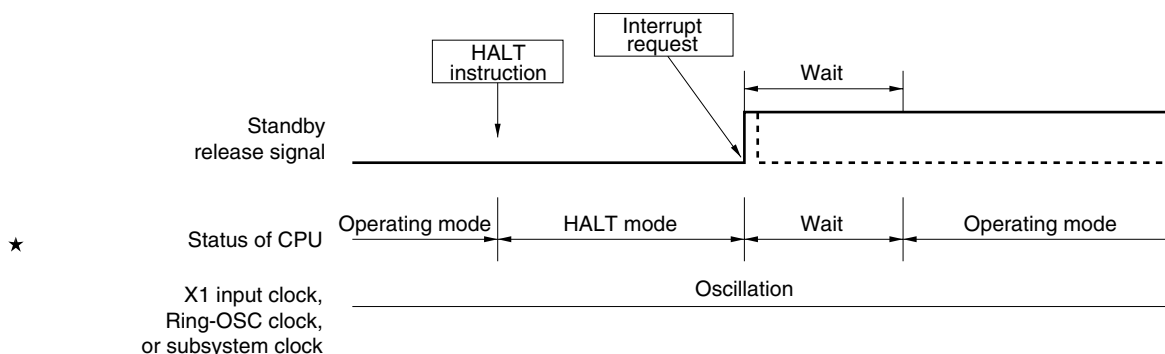 Interrupt
request
HALT
instruction
Wait
Standby
release signal
★
Status of CPU
Operating mode
HALT mode
Wait
Operating mode
X1 input clock,
Ring-OSC clock,
or subsystem clock
Oscillation